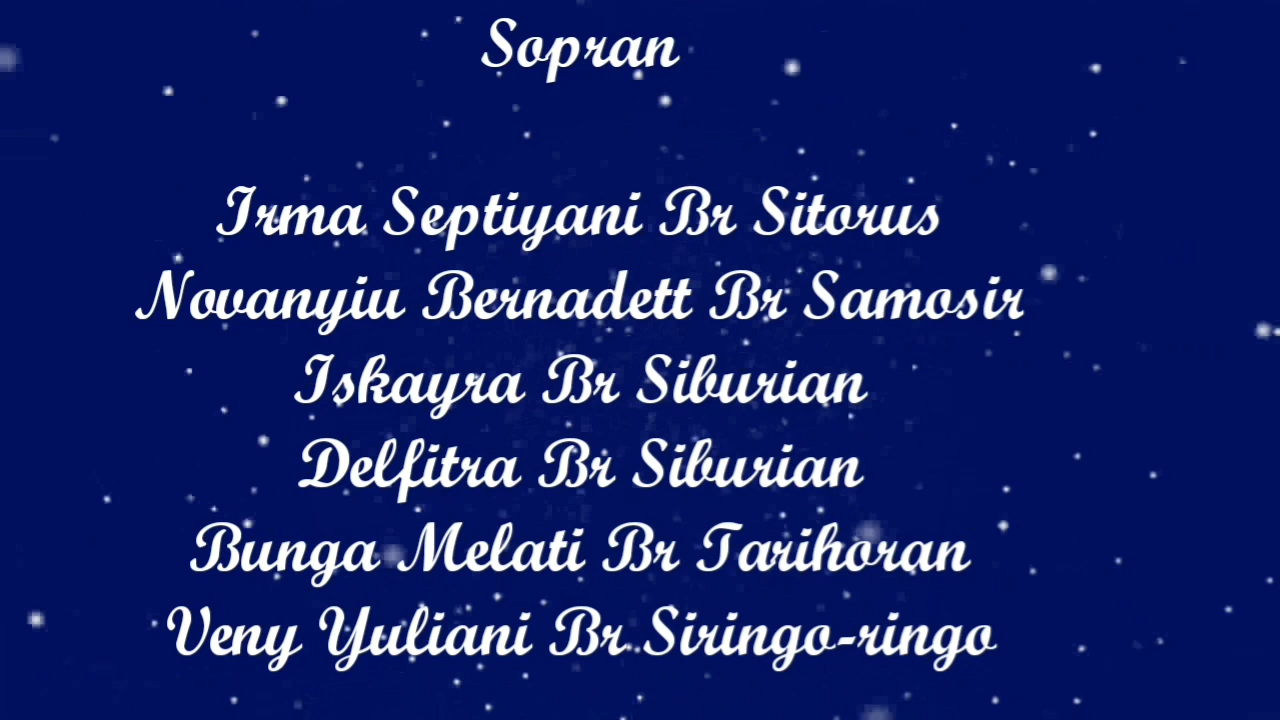 Sopran
Irma Septiyani Br Sitorus
Novanyiu Bernadett Br Samosir
Iskayra Br Siburian
Delfitra Br Siburian
Bunga Melati Br Tarihoran
Veny Yuliani Br Siringo-ringo